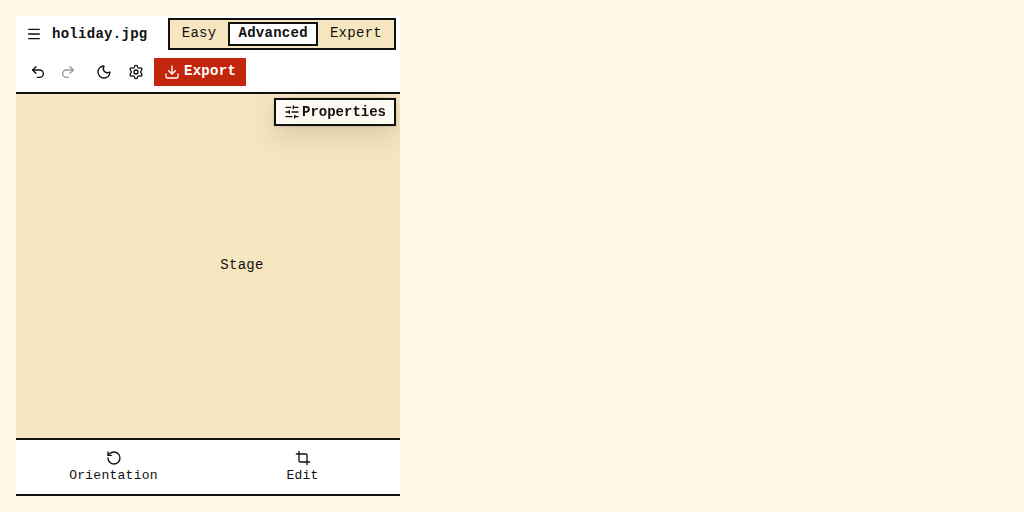 holiday.jpg Easy Advanced Expert
Export
Properties
Stage
Orientation Edit